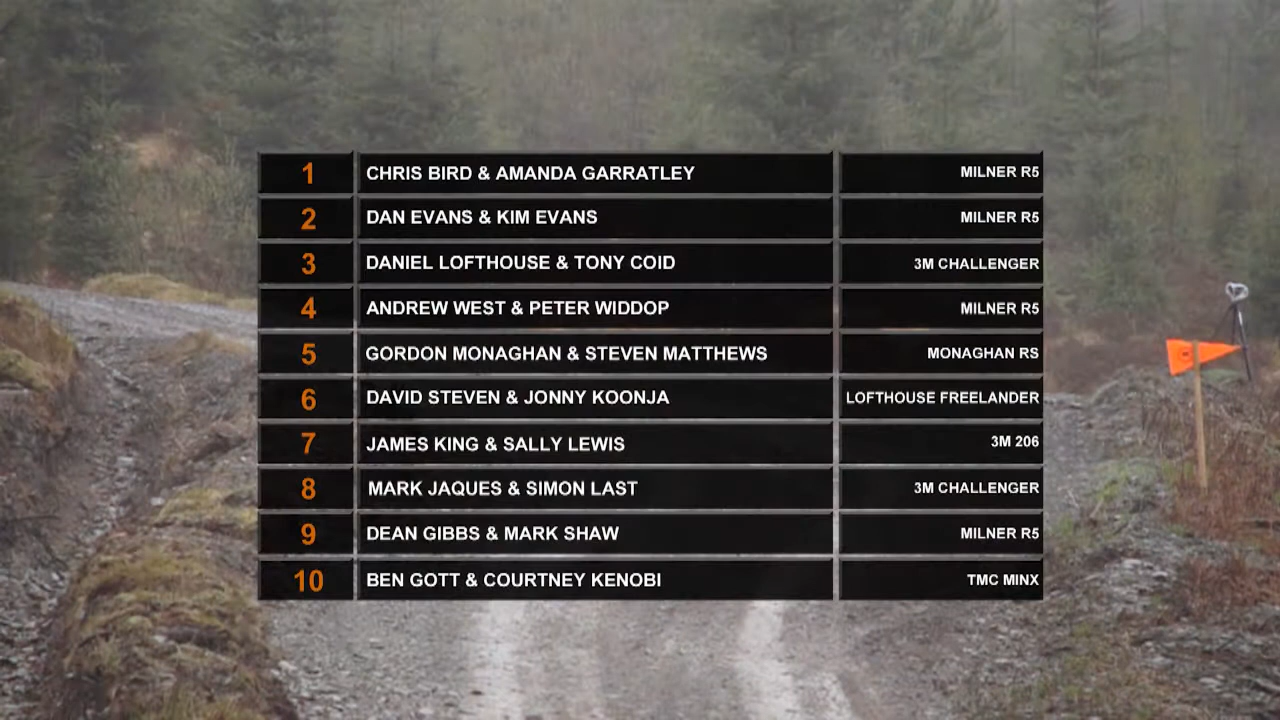 1 CHRIS BIRD & AMANDA GARRATLEY MILNER R5
2 DAN EVANS & KIM EVANS MILNER R5
3 DANIEL LOFTHOUSE & TONY COID 3M CHALLENGER
4 ANDREW WEST & PETER WIDDOP MILNER R5
5 GORDON MONAGHAN & STEVEN MATTHEWS MONAGHAN RS
6 DAVID STEVEN & JONNY KOONJA LOFTHOUSE FREELANDER
7 JAMES KING & SALLY LEWIS 3M 206
8 MARK JAQUES & SIMON LAST 3M CHALLENGER
9 DEAN GIBBS & MARK SHAW MILNER R5
10 BEN GOTT & COURTNEY KENOBI TMC MINX